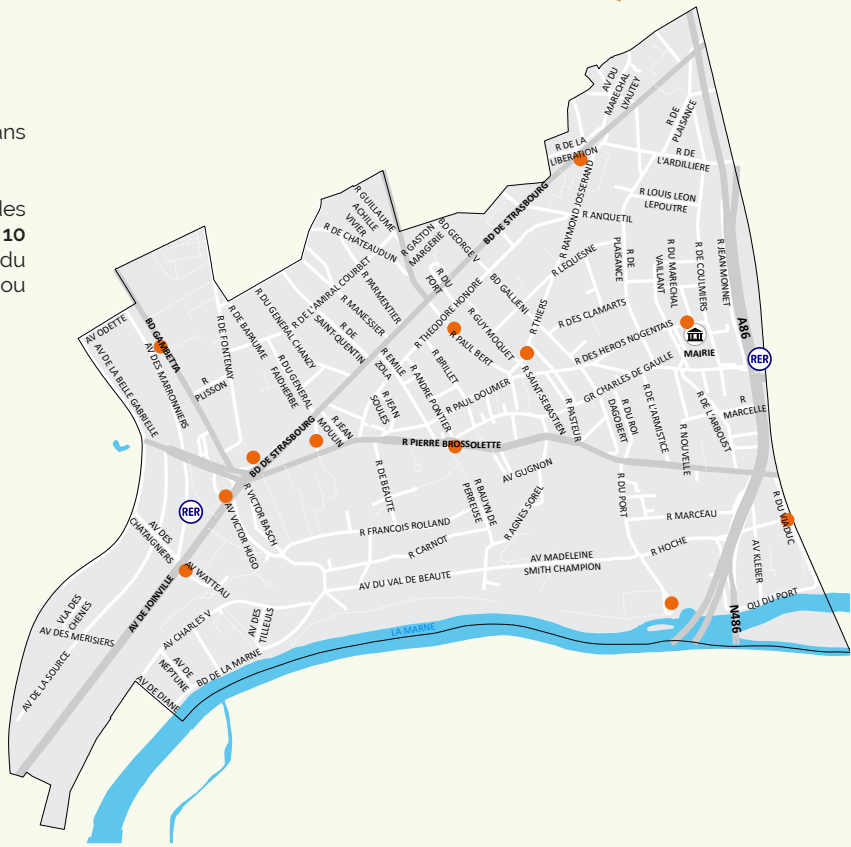 ans
des
10
du
ou
AV DU
MARECHAL
LYAUTEY
R DE
PLAISANCE
R DE LA
LIBERATION
R DE
L'ARDILLIERE
R LOUIS LEON
LEPOUTRE
R RAYMOND JOSSERAND
R ANQUETIL
BD DE STRASBOURG
R GUILLAUME
ACHILLE
VIVIER
R DE CHATEAUDUN
R GASTON
MARGERIE
BD GEORGE V
R LEQUESNE
PLAISANCE
R DE
R DU MARECHAL
VAILLANT
R DE COULMIERS
R JEAN MONNET
R DU
FORT
BD GALLIENI
R DE L'AMIRAL COURBET
R PARMENTIER
R MANESSIER
R DE
SAINT-QUENTIN
R DU GENERAL CHANZY
R THEODORE HONORE
R GUY MOQUET
R THIERS
R DES CLAMARTS
R DES HEROS NOGENTAIS
MAIRIE
A86
RER
AV ODETTE
BD GAMBETTA
AV DE LA BELLE GABRIELLE
AV DES MARRONNIERS
R DE FONTENAY
R DE BAPAUME
R
PLISSON
R DU GENERAL
FAIDHERBE
R EMILE
ZOLA
R ANDRE PONTIER
R BRILLET
R PAUL BERT
R JEAN
SOULES
R PAUL DOUMER
R SAINT-SEBASTIEN
R PASTEUR
GR CHARLES DE GAULLE
R DU ROI
DAGOBERT
R DE L'ARMISTICE
R NOUVELLE
R DE L'ARBOUST
R
MARCELLE
BD DE STRASBOURG
R JEAN
MOULIN
R PIERRE BROSSOLETTE
R DE BEAUTE
R BAUYN DE
PERREUSE
AV GUGNON
R AGNES SOREL
R DU PORT
R MARCEAU
R HOCHE
R DU VIADUC
AV KLEBER
RER
AV DES
CHATAIGNIERS
AV VICTOR HUGO
R VICTOR BASCH
R FRANCOIS ROLLAND
R CARNOT
AV DU VAL DE BEAUTE
AV MADELEINE
SMITH CHAMPION
AV WATTEAU
AV DE JOINVILLE
AV CHARLES V
AV DES
TILLEULS
VLA DES
CHENES
AV DES MERISIERS
AV DE LA SOURCE
AV DE
NEPTUNE
AV DE DIANE
BD DE LA MARNE
LA MARNE
N486
QU DU PORT